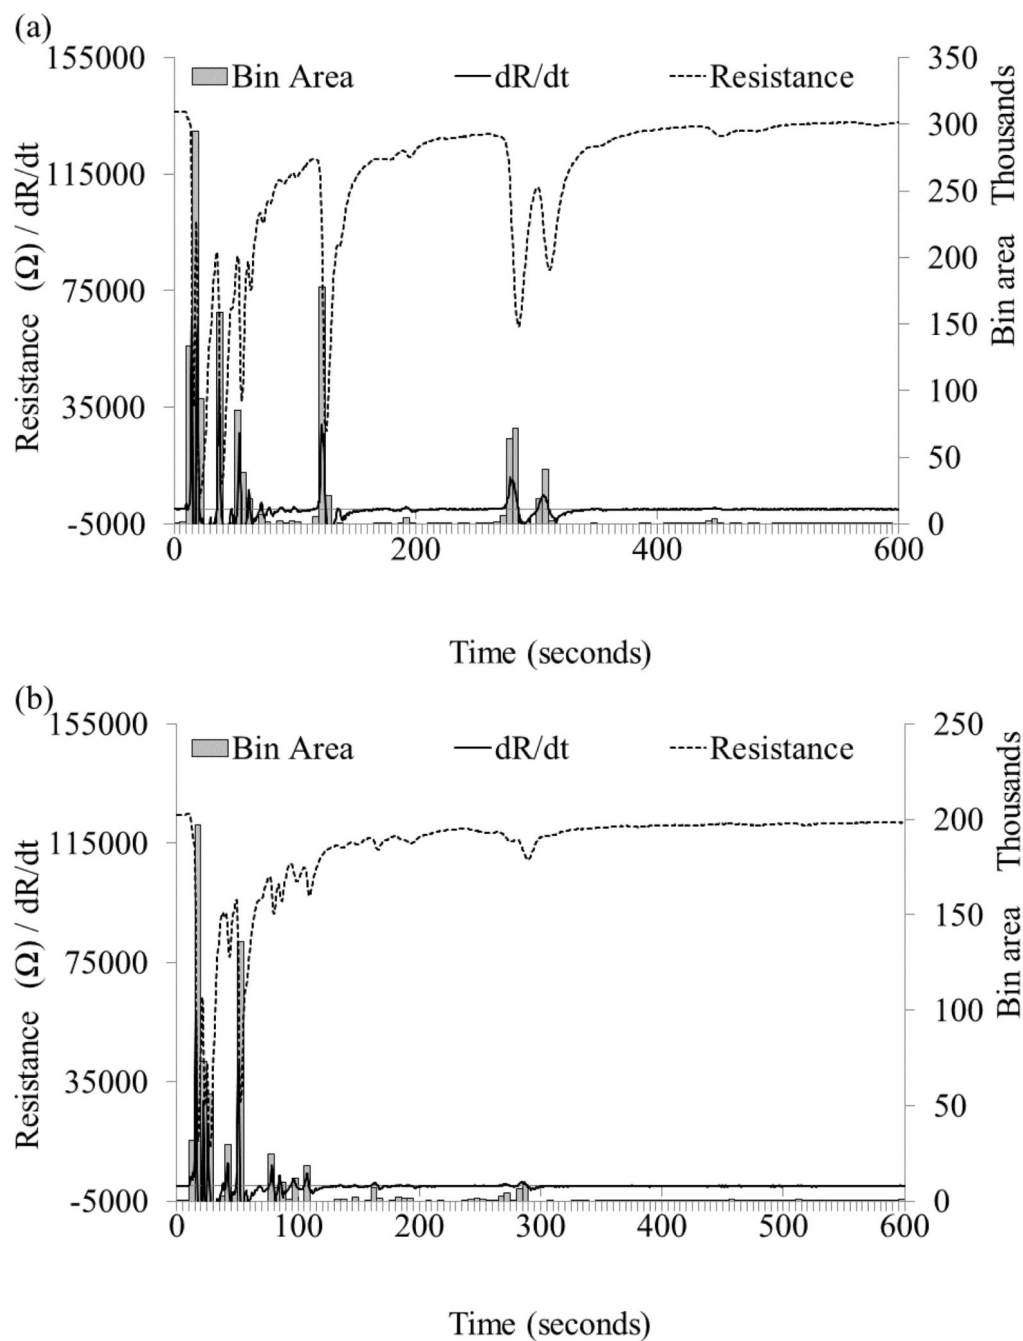 (a)
155000 350
Bin Area dR/dt Resistance
300
115000
250
75000 200
150
35000 100
50
-5000 0
0 200 400 600
Resistance (Ω) / dR/dt
Bin area Thousands
Time (seconds)
(b)
155000 250
Bin Area dR/dt Resistance
200
115000
150
75000
100
35000
50
-5000 0
0 100 200 300 400 500 600
Resistance (Ω) / dR/dt
Bin area Thousands
Time (seconds)